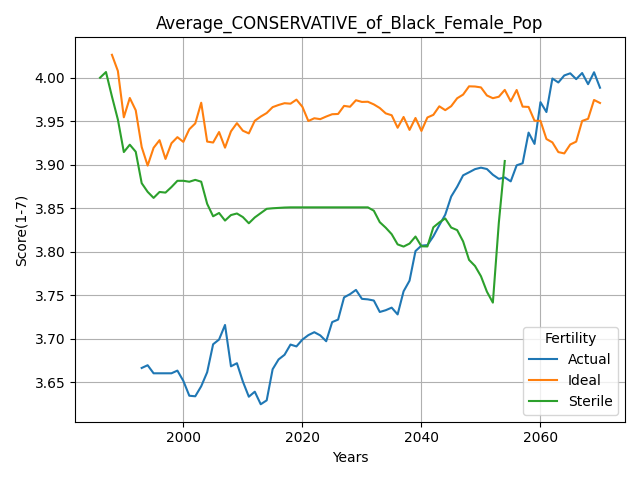 Average_CONSERVATIVE_of_Black_Female_Pop
Score(1-7)
4.00
3.95
3.90
3.85
3.80
3.75
3.70
3.65
2000
2020
2040
2060
Years
Fertility
Actual
Ideal
Sterile